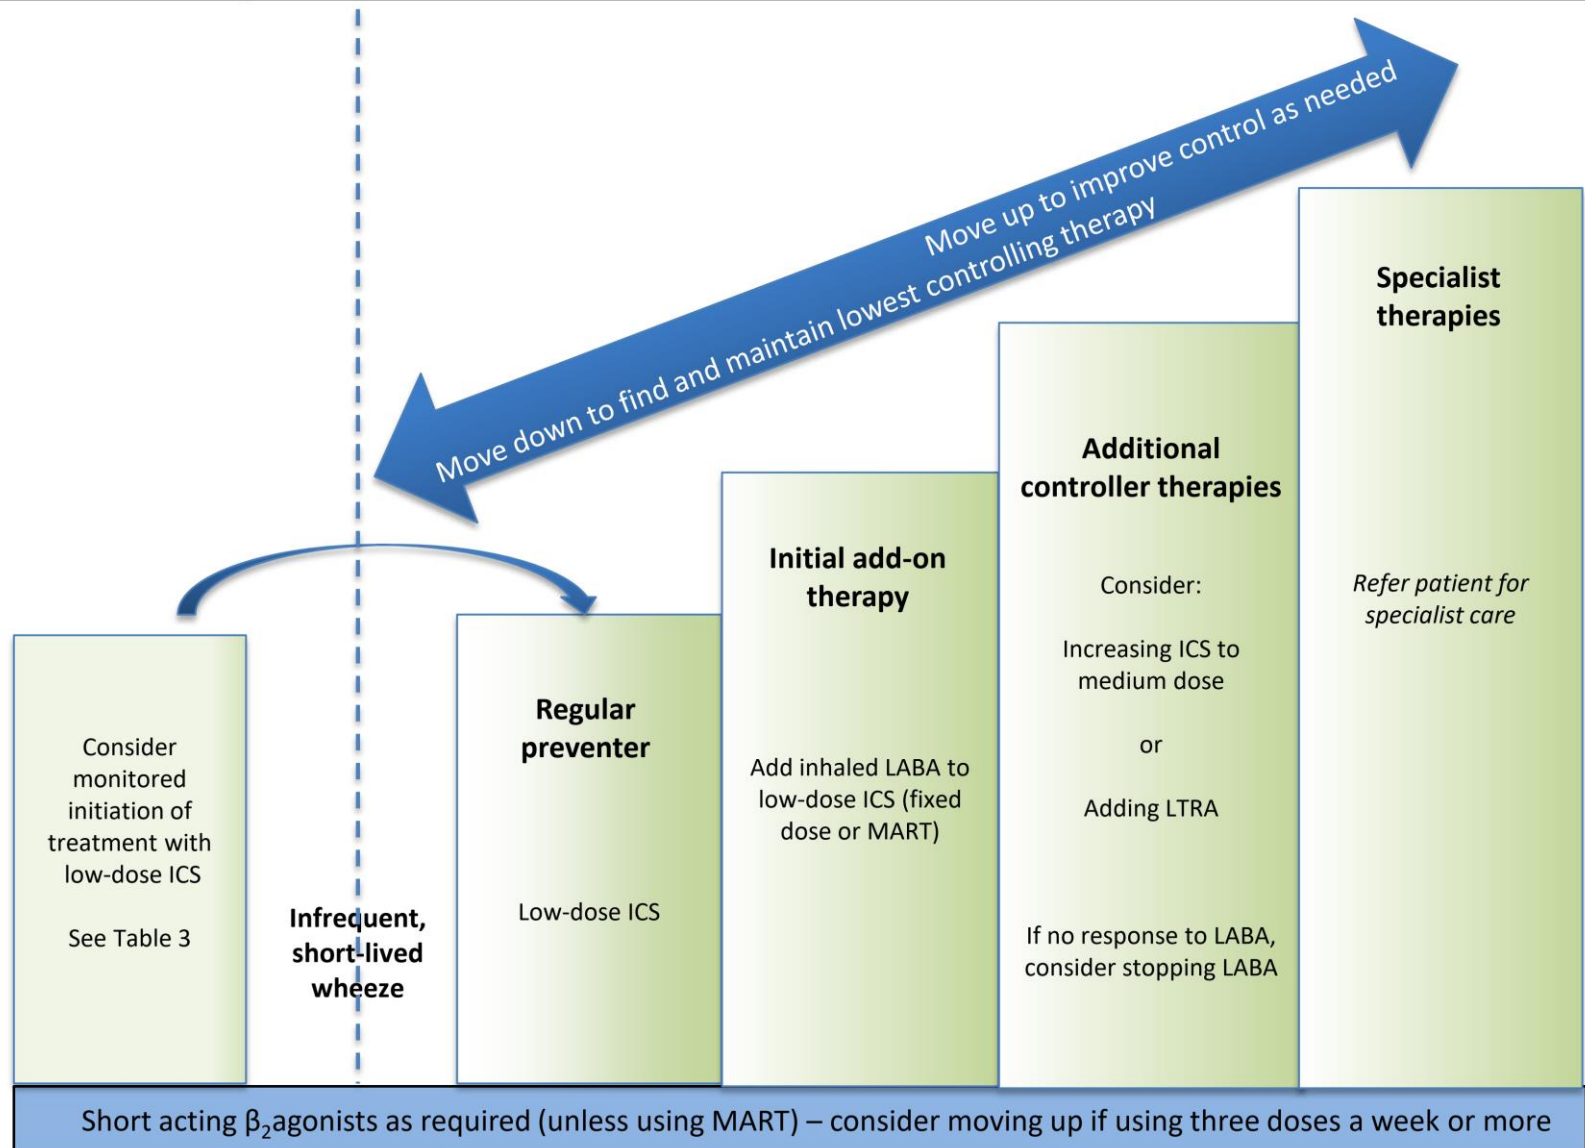 Move up to improve control as needed
Move down to find and maintain lowest controlling therapy
Consider
monitored
initiation of
treatment with
low-dose ICS
See Table 3
Infrequent,
short-lived
wheeze
Regular
preventer
Low-dose ICS
Initial add-on
therapy
Add inhaled LABA to
low-dose ICS (fixed
dose or MART)
Additional
controller therapies
Consider:
Increasing ICS to
medium dose
or
Adding LTRA
If no response to LABA,
consider stopping LABA
Specialist
therapies
Refer patient for
specialist care
Short acting β₂agonists as required (unless using MART) – consider moving up if using three doses a week or more